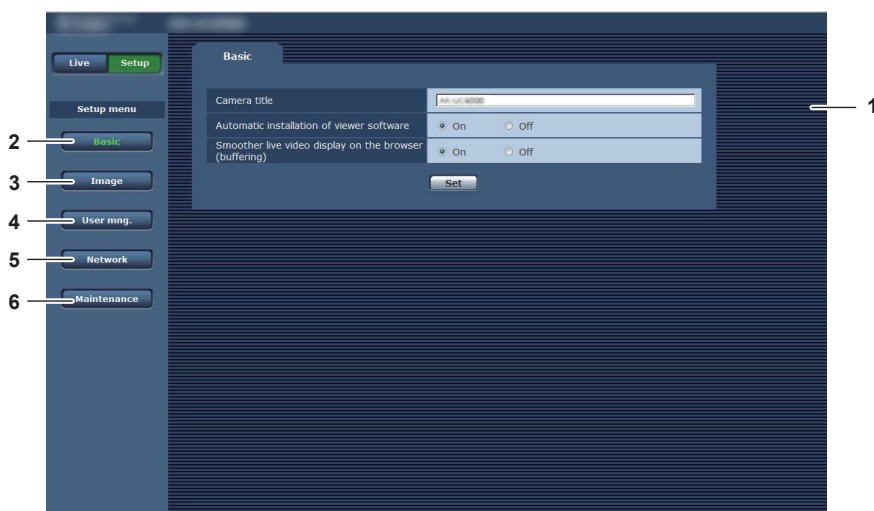 Live Setup
Basic
Setup menu
Camera title
1
Automatic installation of viewer software On Off
2 Basic
Smoother live video display on the browser (buffering) On Off
3 Image
Set
4 User mng.
5 Network
6 Maintenance